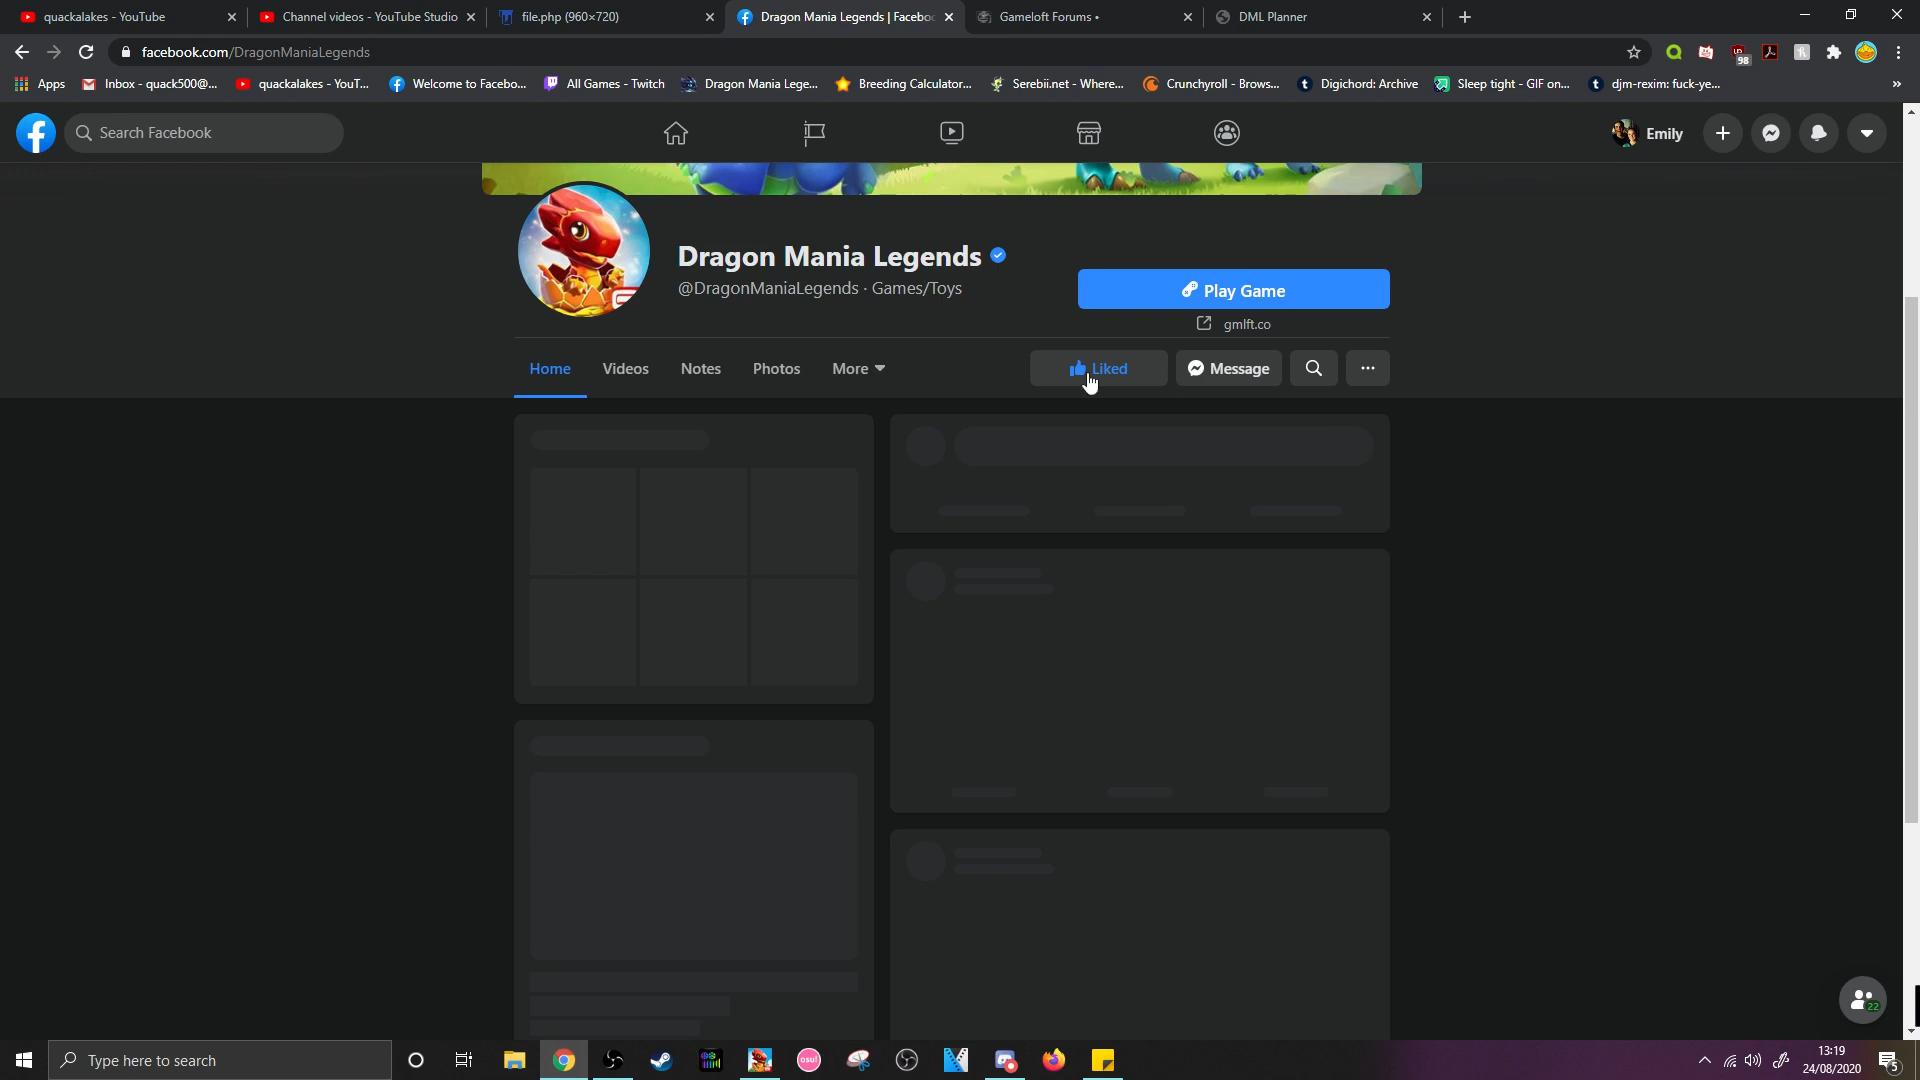 quackalakes - YouTube
Channel videos - YouTube Studio
file.php (960×720)
Dragon Mania Legends | Facebo
Gameloft Forums •
DML Planner
facebook.com/DragonManiaLegends
98
Apps
Inbox - quack500@...
quackalakes - YouT...
Welcome to Facebo...
All Games - Twitch
Dragon Mania Lege...
Breeding Calculator...
Serebii.net - Where...
Crunchyroll - Brows...
Digichord: Archive
Sleep tight - GIF on...
djm-rexim: fuck-ye...
Search Facebook
Emily
Dragon Mania Legends
@DragonManiaLegends · Games/Toys
Play Game
gmlft.co
Home
Videos
Notes
Photos
More
Liked
Message
22
Type here to search
osu!
13:19
24/08/2020
5